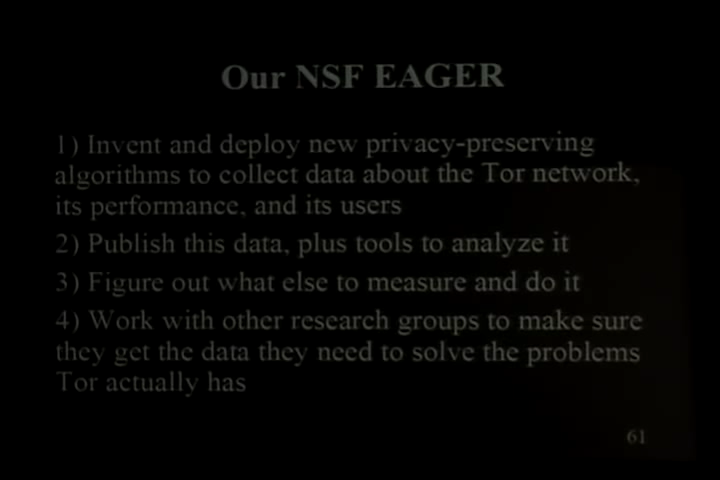 Our NSF EAGER
1) Invent and deploy new privacy-preserving
algorithms to collect data about the Tor network,
its performance, and its users
2) Publish this data, plus tools to analyze it
3) Figure out what else to measure and do it
4) Work with other research groups to make sure
they get the data they need to solve the problems
Tor actually has
61